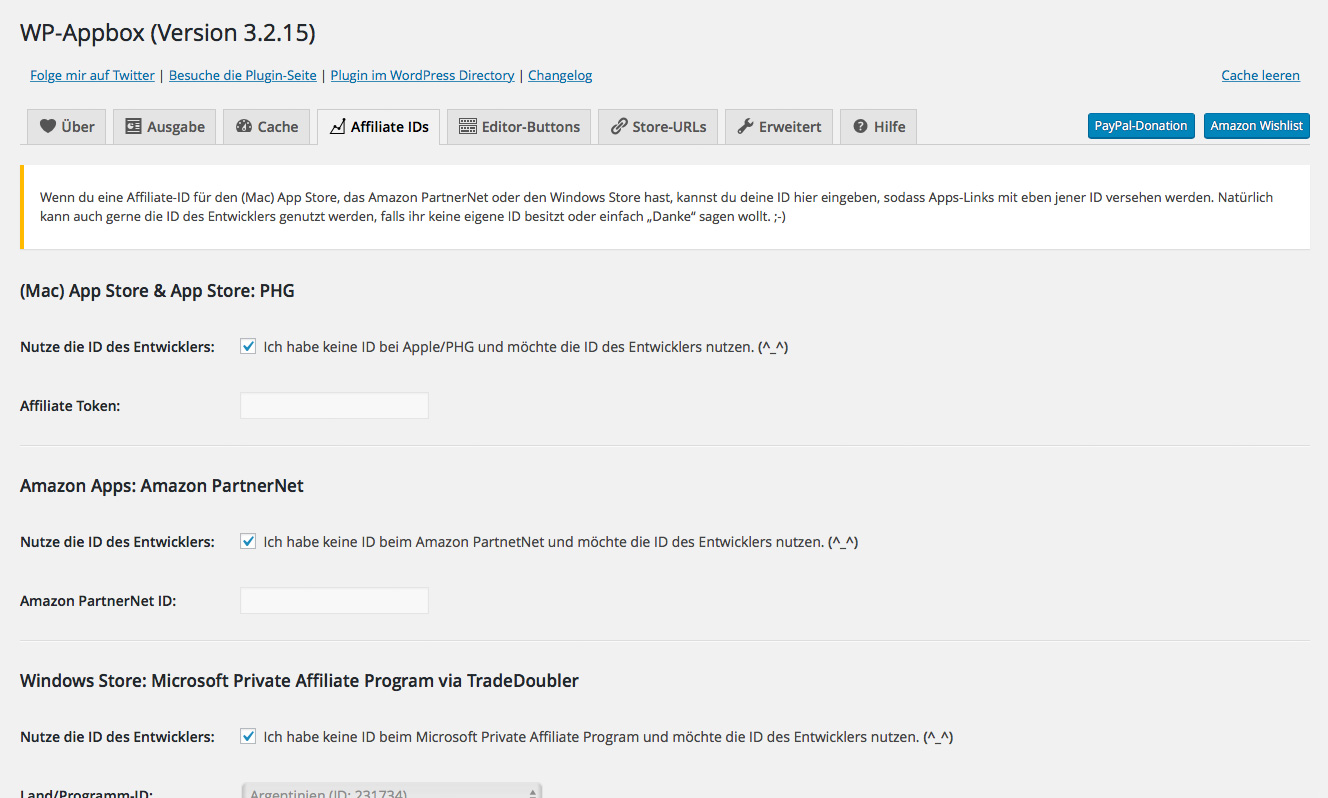 WP-Appbox (Version 3.2.15)
Folge mir auf Twitter | Besuche die Plugin-Seite | Plugin im WordPress Directory | Changelog
Cache leeren
Über
Ausgabe
Cache
Affiliate IDs
Editor-Buttons
Store-URLs
Erweitert
Hilfe
PayPal-Donation
Amazon Wishlist
Wenn du eine Affiliate-ID für den (Mac) App Store, das Amazon PartnerNet oder den Windows Store hast, kannst du deine ID hier eingeben, sodass Apps-Links mit eben jener ID versehen werden. Natürlich
kann auch gerne die ID des Entwicklers genutzt werden, falls ihr keine eigene ID besitzt oder einfach „Danke“ sagen wollt. ;-)
(Mac) App Store & App Store: PHG
Nutze die ID des Entwicklers:
Ich habe keine ID bei Apple/PHG und möchte die ID des Entwicklers nutzen. (^_^)
Affiliate Token:
Amazon Apps: Amazon PartnerNet
Nutze die ID des Entwicklers:
Ich habe keine ID beim Amazon PartnetNet und möchte die ID des Entwicklers nutzen. (^_^)
Amazon PartnerNet ID:
Windows Store: Microsoft Private Affiliate Program via TradeDoubler
Nutze die ID des Entwicklers:
Ich habe keine ID beim Microsoft Private Affiliate Program und möchte die ID des Entwicklers nutzen. (^_^)
Land/Programm-ID:
Argentinien (ID: 231734)